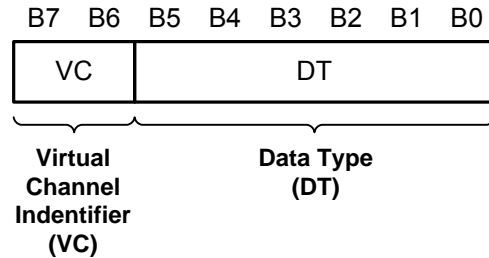 B7 B6 B5 B4 B3 B2 B1 B0
VC DT
Virtual
Channel
Indentifier
(VC)
Data Type
(DT)